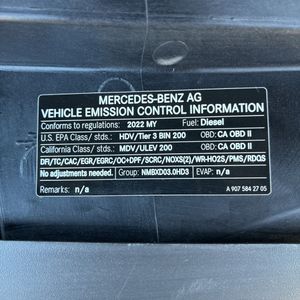 MERCEDES-BENZ AG
VEHICLE EMISSION CONTROL INFORMATION
Conforms to regulations: 2022 MY Fuel: Diesel
U.S. EPA Class/ stds.: HDV/Tier 3 BIN 200 OBD: CA OBD II
California Class/ stds.: MDV/ULEV 200 OBD: CA OBD II
DFI/TC/CAC/EGR/EGRC/OC+DPF/SCRC/NOXS(2)/WR-HO2S/PMS/RDQS
No adjustments needed. Group: NMBXD03.0HD3 EVAP: n/a
Remarks: n/a
A 907 584 27 05